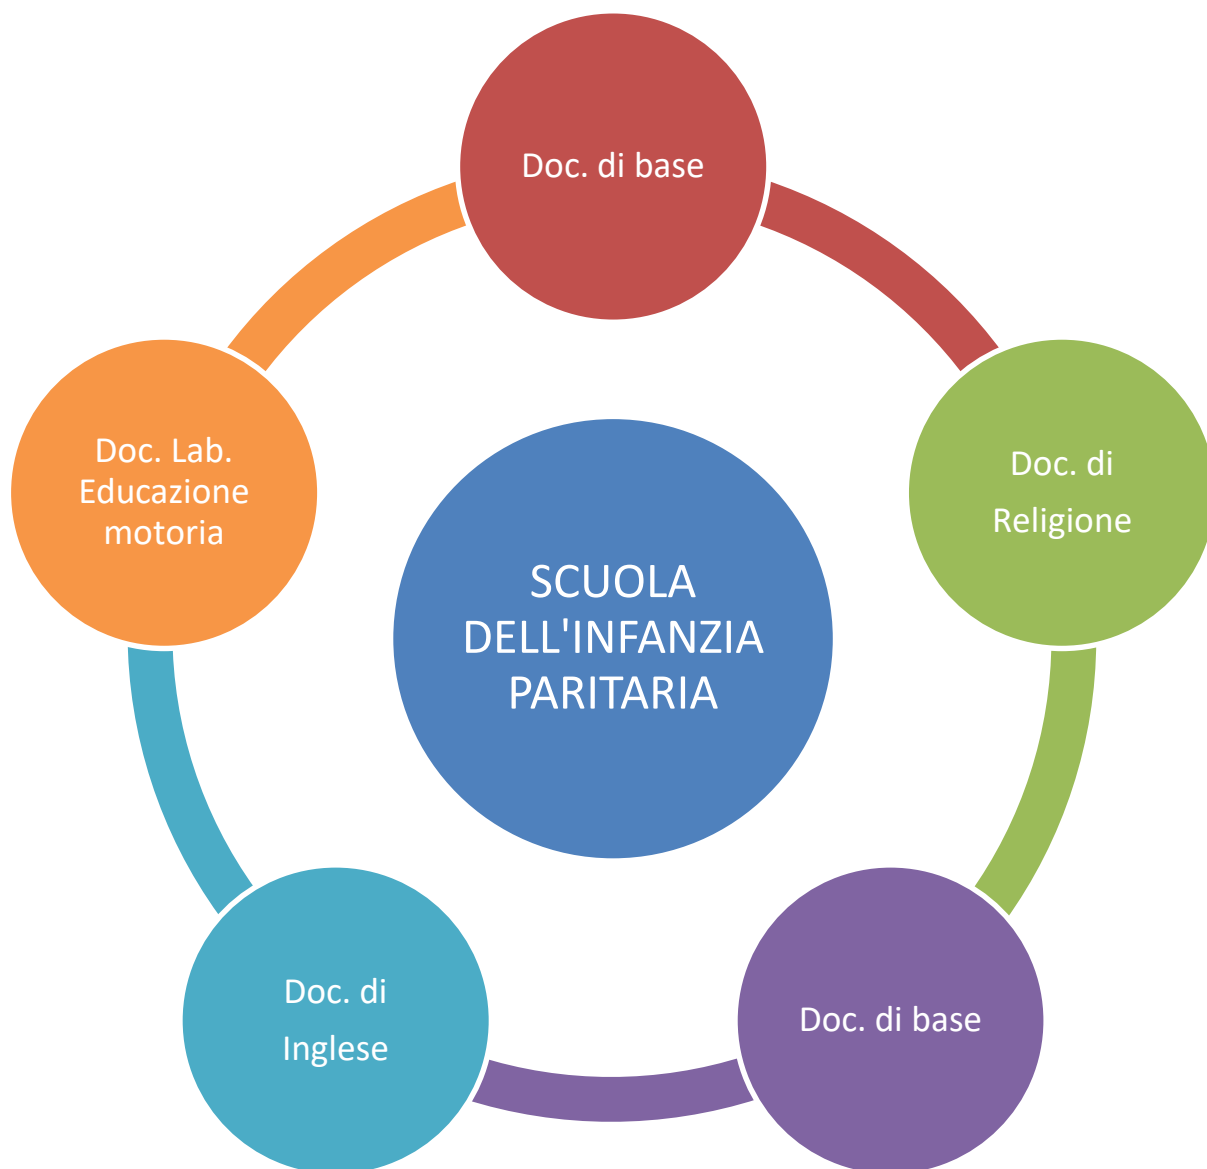 Doc. di base
Doc. Lab.
Educazione
motoria
Doc. di
Religione
SCUOLA
DELL'INFANZIA
PARITARIA
Doc. di
Inglese
Doc. di base